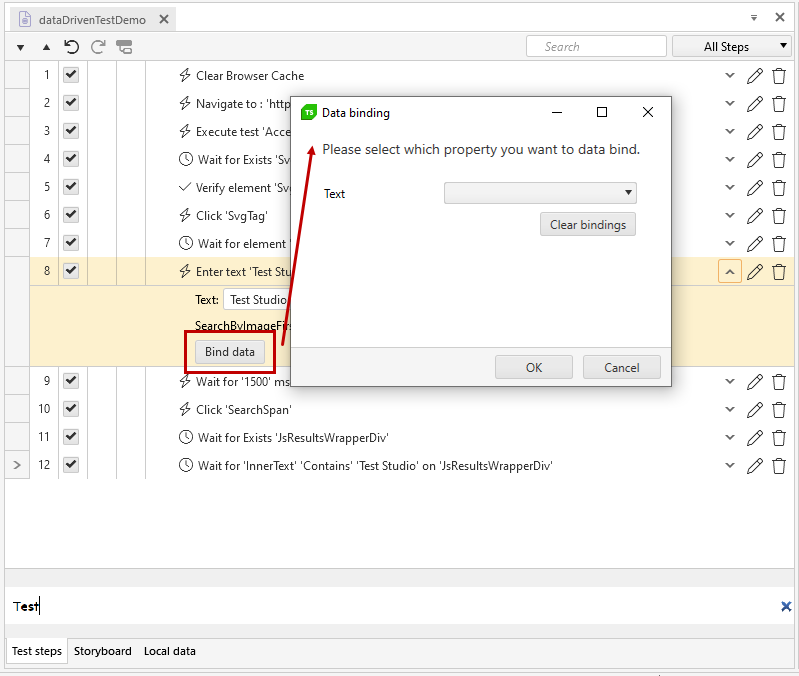 dataDrivenTestDemo
Search
All Steps
1 Clear Browser Cache
2 Navigate to : 'http
3 Execute test 'Acce
4 Wait for Exists 'Sv
5 Verify element 'Sv
6 Click 'SvgTag'
7 Wait for element '
8 Enter text 'Test Stu
Text: Test Studio
SearchByImageFir
Bind data
9 Wait for '1500' ms
10 Click 'SearchSpan'
11 Wait for Exists 'JsResultsWrapperDiv'
12 Wait for 'InnerText' 'Contains' 'Test Studio' on 'JsResultsWrapperDiv'
TS Data binding
Please select which property you want to data bind.
Text
Clear bindings
OK Cancel
Test
Test steps Storyboard Local data